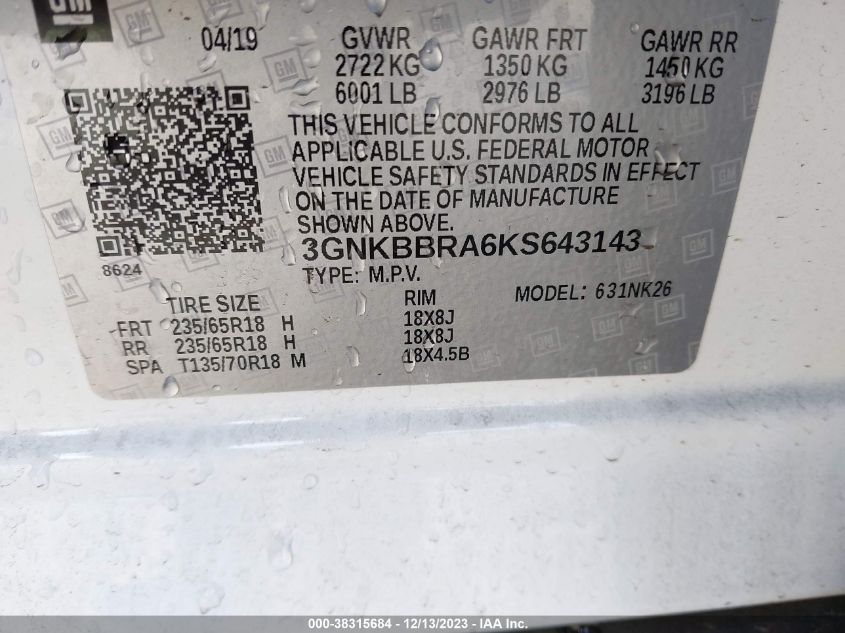 GM
04/19 GVWR GAWR FRT GAWR RR
2722 KG 1350 KG 1450 KG
6001 LB 2976 LB 3196 LB
THIS VEHICLE CONFORMS TO ALL
APPLICABLE U.S. FEDERAL MOTOR
VEHICLE SAFETY STANDARDS IN EFFECT
ON THE DATE OF MANUFACTURE
SHOWN ABOVE.
8624
3GNKBBRA6KS643143
TYPE: M.P.V.
MODEL: 631NK26
TIRE SIZE RIM
FRT 235/65R18 H 18X8J
RR 235/65R18 H 18X8J
SPA T135/70R18 M 18X4.5B
000-38315684 - 12/13/2023 - IAA Inc.